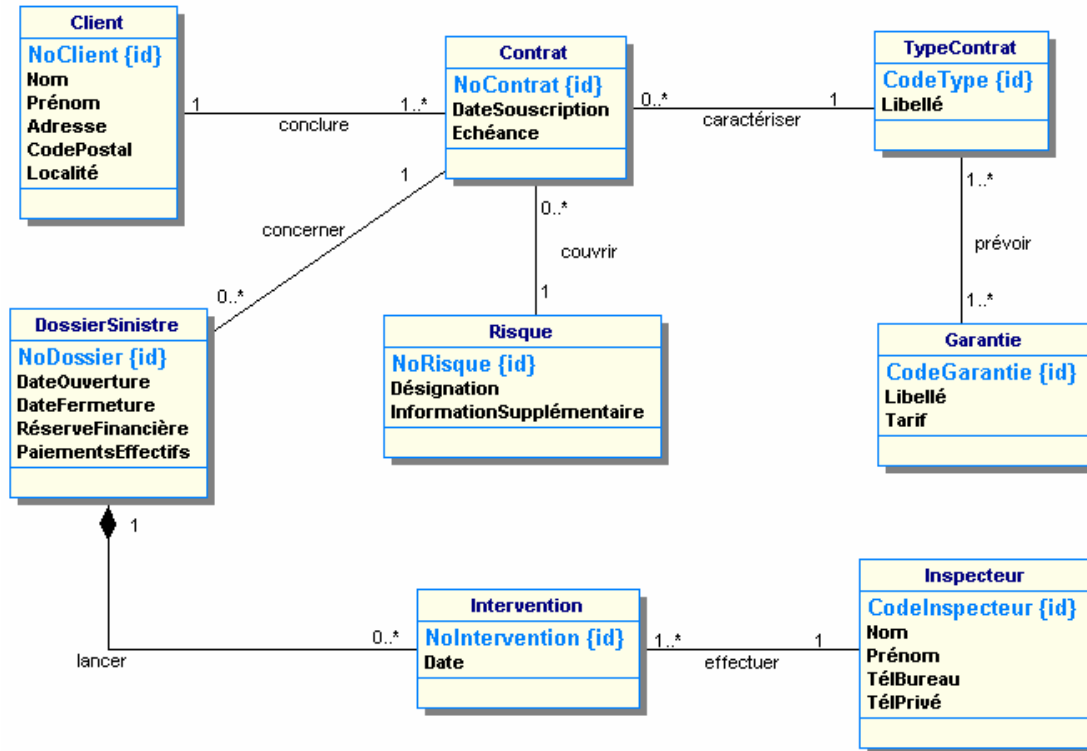 Client
NoClient {id}
Nom
Prénom
Adresse
CodePostal
Localité
1
conclure
1..*
Contrat
NoContrat {id}
DateSouscription
Echéance
0..*
caractériser
1
TypeContrat
CodeType {id}
Libellé
1
concerner
0..*
0..*
couvrir
1
1..*
prévoir
1..*
DossierSinistre
NoDossier {id}
DateOuverture
DateFermeture
RéserveFinancière
PaiementsEffectifs
Risque
NoRisque {id}
Désignation
InformationSupplémentaire
Garantie
CodeGarantie {id}
Libellé
Tarif
1
lancer
0..*
Intervention
NoIntervention {id}
Date
1..*
effectuer
1
Inspecteur
CodeInspecteur {id}
Nom
Prénom
TélBureau
TélPrivé